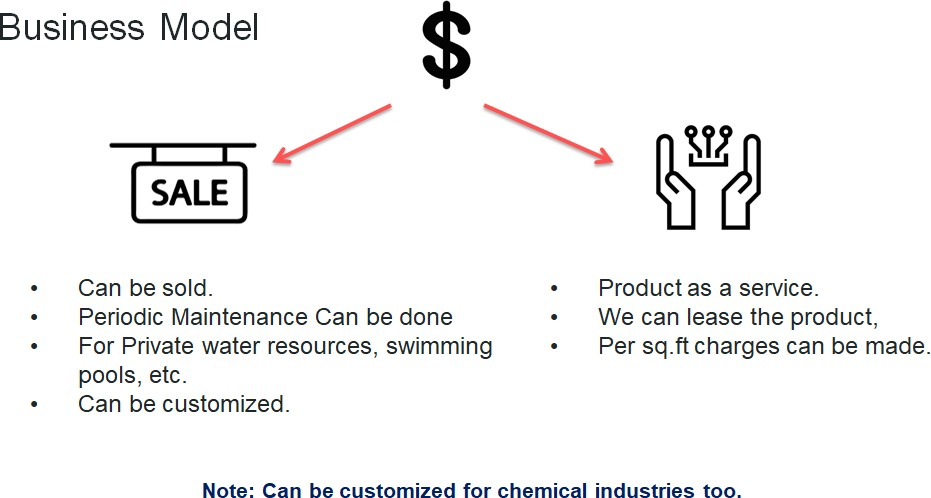 Business Model
$
SALE
• Can be sold.
• Periodic Maintenance Can be done
• For Private water resources, swimming
pools, etc.
• Can be customized.
• Product as a service.
• We can lease the product,
• Per sq.ft charges can be made.
Note: Can be customized for chemical industries too.